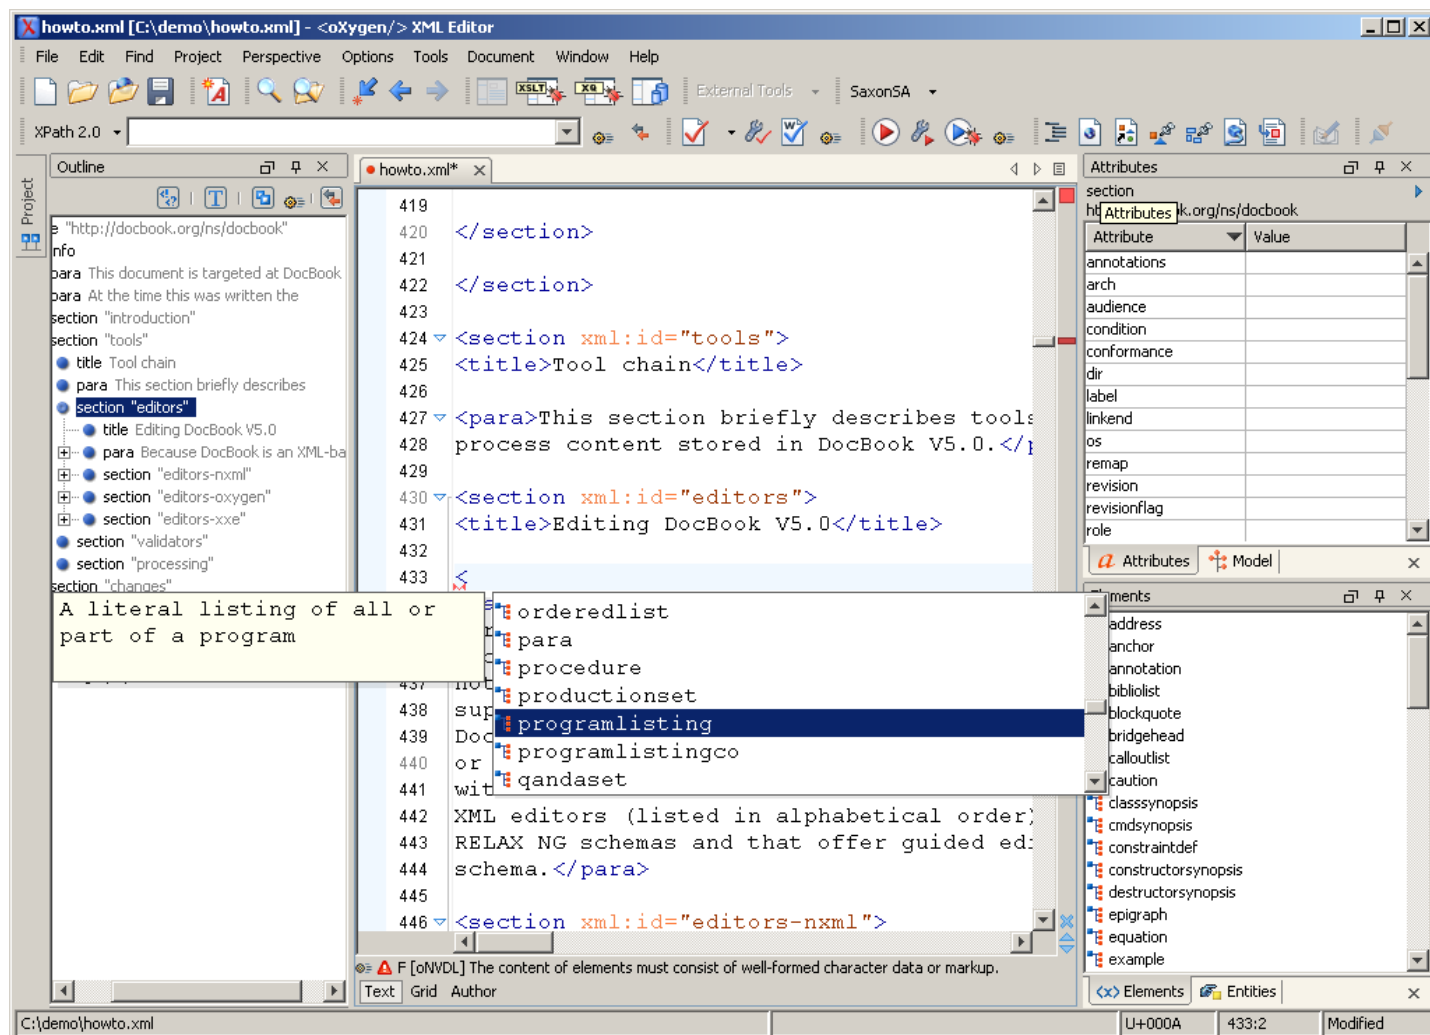 howto.xml [C:\demo\howto.xml] - <oXygen/> XML Editor
File Edit Find Project Perspective Options Tools Document Window Help
XSLT XQ External Tools SaxonSA
XPath 2.0
Project
Outline
e "http://docbook.org/ns/docbook"
nfo
para This document is targeted at DocBook
para At the time this was written the
section "introduction"
section "tools"
title Tool chain
para This section briefly describes
section "editors"
title Editing DocBook V5.0
para Because DocBook is an XML-ba
section "editors-nxml"
section "editors-oxygen"
section "editors-xxe"
section "validators"
section "processing"
section "changes"
A literal listing of all or
part of a program
howto.xml*
419
420 </section>
421
422 </section>
423
424 <section xml:id="tools">
425 <title>Tool chain</title>
426
427 <para>This section briefly describes tools
428 process content stored in DocBook V5.0.</p
429
430 <section xml:id="editors">
431 <title>Editing DocBook V5.0</title>
432
433 <
orderedlist
para
procedure
productionset
programlisting
programlistingco
qandaset
437 not
438 sup
439 Doc
440 or
441 wit
442 XML editors (listed in alphabetical order)
443 RELAX NG schemas and that offer guided edi
444 schema.</para>
445
446 <section xml:id="editors-nxml">
F [oNVDL] The content of elements must consist of well-formed character data or markup.
Text Grid Author
Attributes
section
ht Attributes k.org/ns/docbook
Attribute Value
annotations
arch
audience
condition
conformance
dir
label
linkend
os
remap
revision
revisionflag
role
Attributes Model
Elements
address
anchor
annotation
bibliolist
blockquote
bridgehead
calloutlist
caution
classsynopsis
cmdsynopsis
constraintdef
constructorsynopsis
destructorsynopsis
epigraph
equation
example
Elements Entities
C:\demo\howto.xml U+000A 433:2 Modified